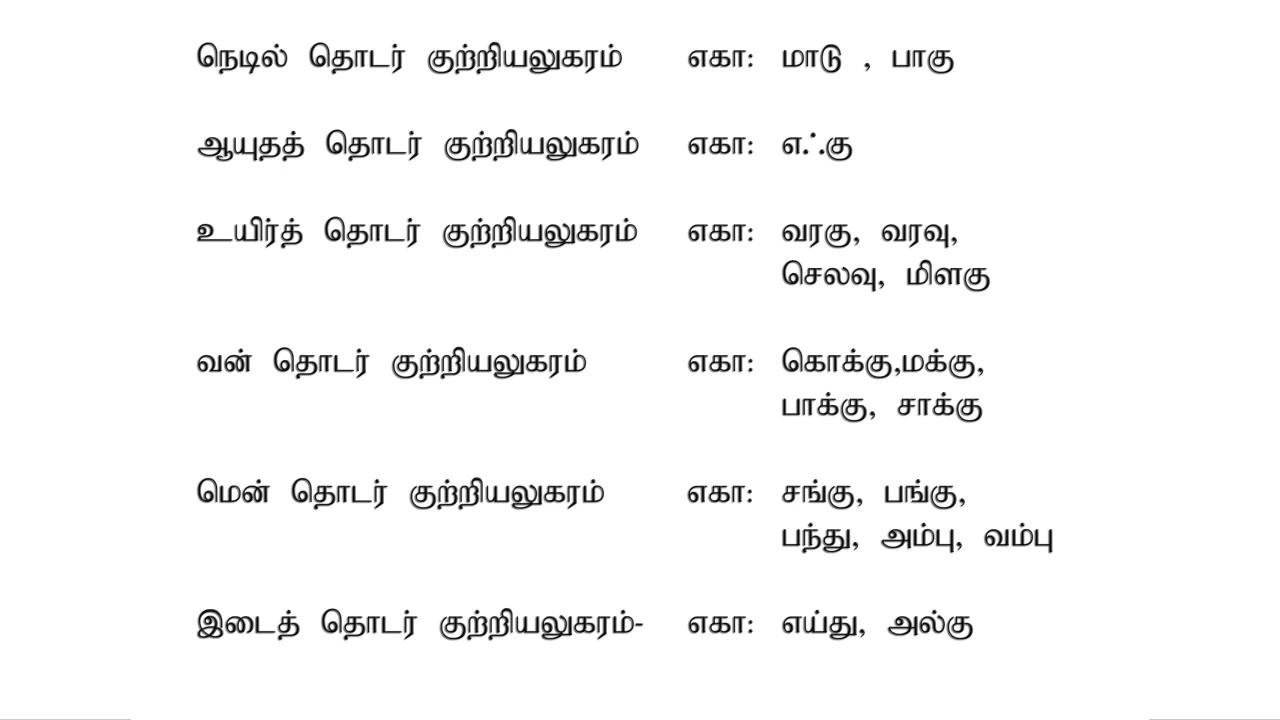 நெடில் தொடர் குற்றியலுகரம் எகா: மாடு , பாகு
ஆயுதத் தொடர் குற்றியலுகரம் எகா: எஃகு
உயிர்த் தொடர் குற்றியலுகரம் எகா: வரகு, வரவு,
செலவு, மிளகு
வன் தொடர் குற்றியலுகரம் எகா: கொக்கு,மக்கு,
பாக்கு, சாக்கு
மென் தொடர் குற்றியலுகரம் எகா: சங்கு, பங்கு,
பந்து, அம்பு, வம்பு
இடைத் தொடர் குற்றியலுகரம்- எகா: எய்து, அல்கு